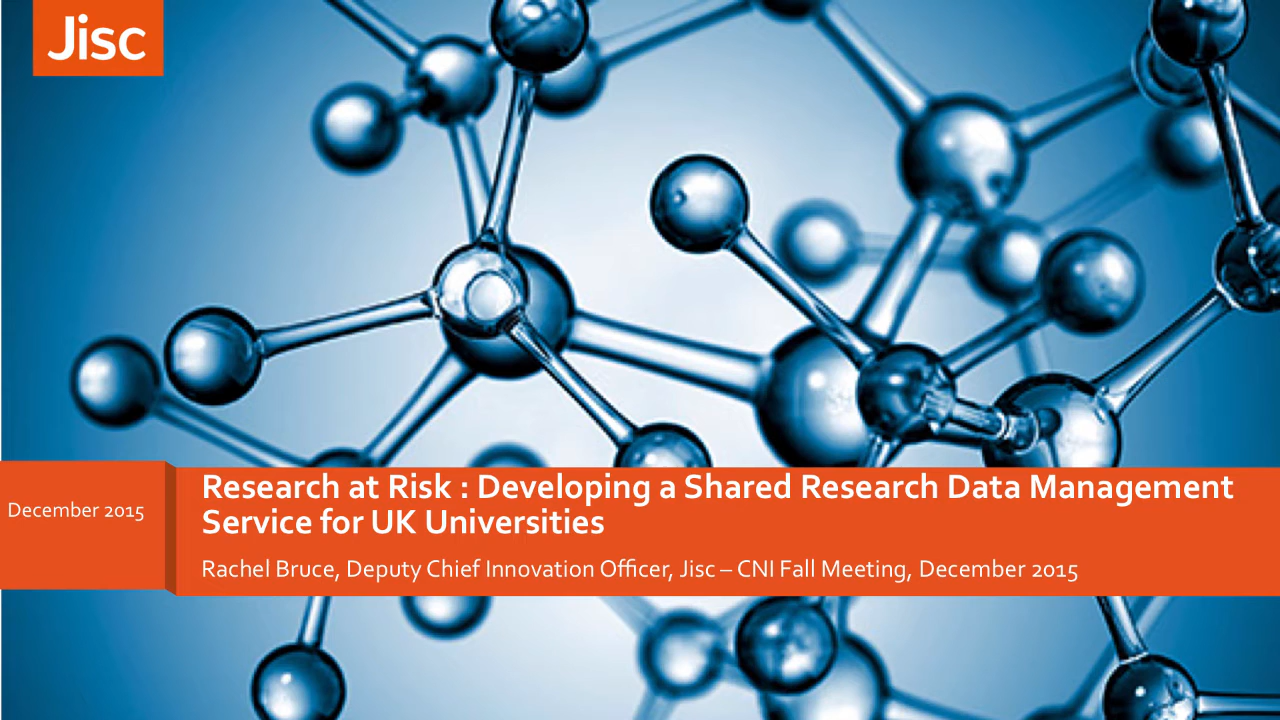 Jisc
December 2015
Research at Risk : Developing a Shared Research Data Management
Service for UK Universities
Rachel Bruce, Deputy Chief Innovation Officer, Jisc – CNI Fall Meeting, December 2015